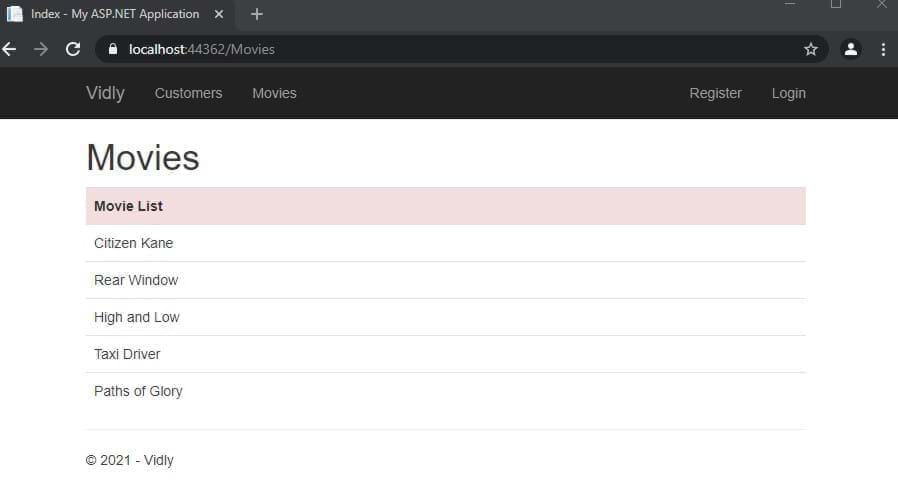 Index - My ASP.NET Application
localhost:44362/Movies
Vidly Customers Movies Register Login
Movies
Movie List
Citizen Kane
Rear Window
High and Low
Taxi Driver
Paths of Glory
© 2021 - Vidly